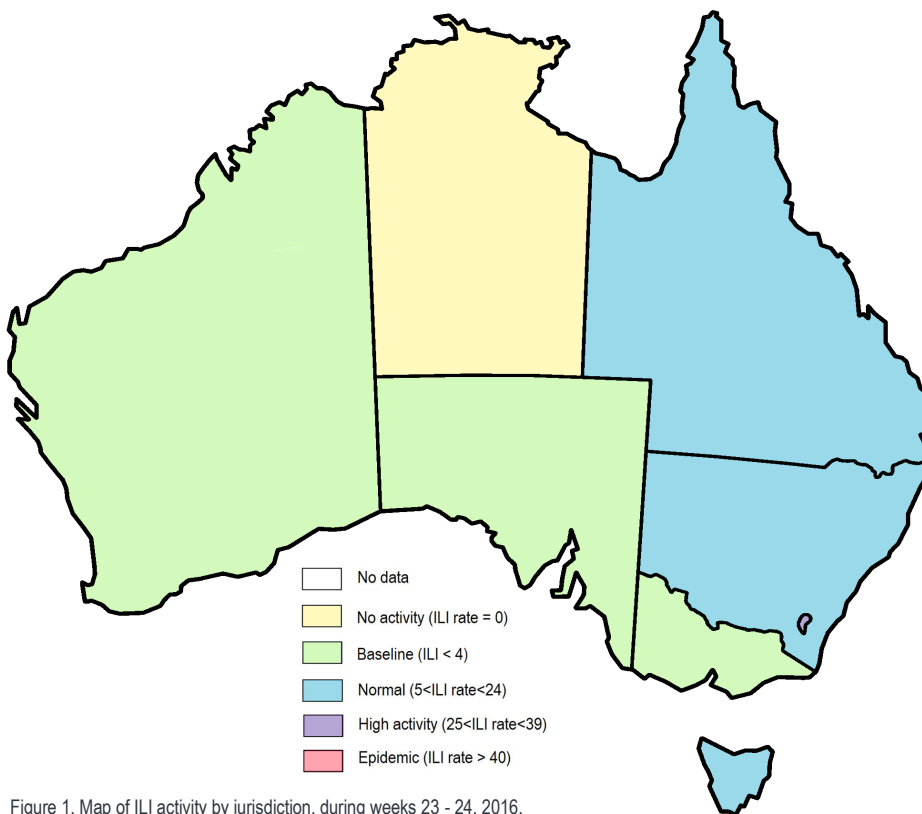 No data
No activity (ILI rate = 0)
Baseline (ILI < 4)
Normal (5<ILI rate<24)
High activity (25<ILI rate<39)
Epidemic (ILI rate > 40)
Figure 1. Map of ILI activity by jurisdiction, during weeks 23 - 24, 2016.